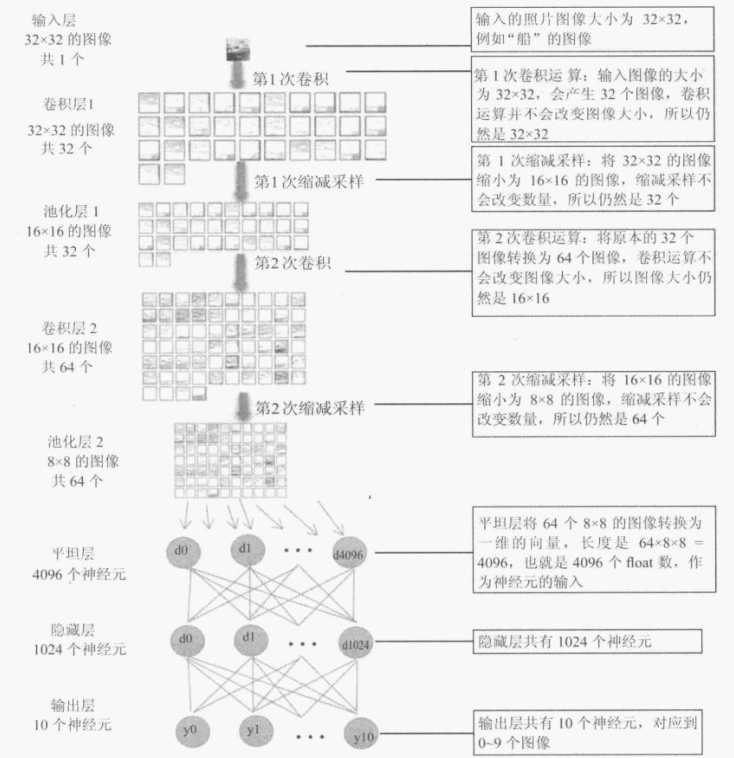 输入层
32×32 的图像
共 1 个
输入的照片图像大小为 32×32，
例如“船”的图像
第1次卷积
第 1 次卷积运 算：输入图像的大小
为 32×32，会产生 32 个图像，卷积
运算并不会改变图像大小，所以仍
然是 32×32
卷积层1
32×32 的图像
共 32 个
第1次缩减采样
第 1 次缩减采样：将 32×32 的图像
缩小为 16×16 的图像，缩减采样不
会改变数量，所以仍然是 32 个
池化层 1
16×16 的图像
共 32 个
第2次卷积
第 2 次卷积运算：将原本的 32 个
图像转换为 64 个图像，卷积运算不
会改变图像大小，所以图像大小仍
然是 16×16
卷积层 2
16×16 的图像
共 64 个
第2次缩减采样
第 2 次缩减采样：将 16×16 的图像
缩小为 8×8 的图像，缩减采样不会
改变数量，所以仍然是 64 个
池化层 2
8×8 的图像
共 64 个
平坦层
4096 个神经元
d0
d1
•••
d4096
平坦层将 64 个 8×8 的图像转换为
一维的向量，长度是 64×8×8 =
4096，也就是 4096 个 float 数，作
为神经元的输入
隐藏层
1024 个神经元
d0
d1
•••
d1024
隐藏层共有 1024 个神经元
输出层
10 个神经元
y0
y1
•••
y10
输出层共有 10 个神经元，对应到
0~9 个图像